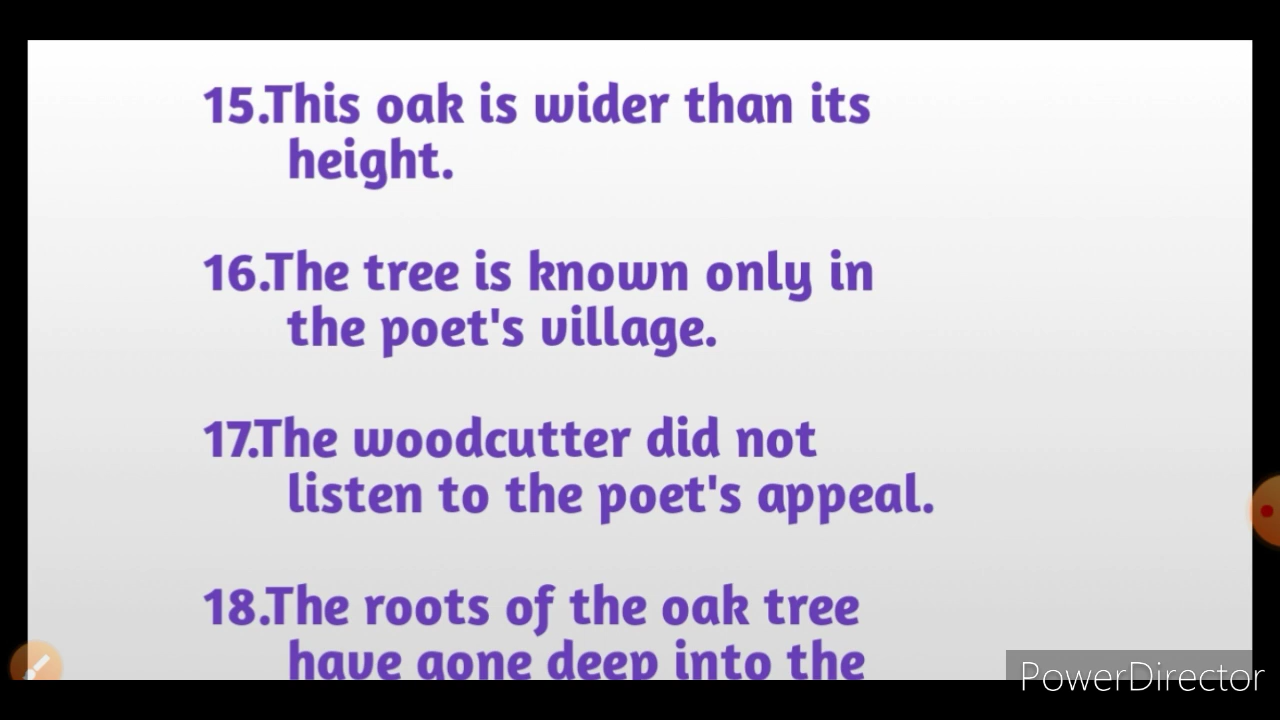 15.This oak is wider than its
height.
16.The tree is known only in
the poet's village.
17.The woodcutter did not
listen to the poet's appeal.
18.The roots of the oak tree
have gone deep into the
PowerDirector